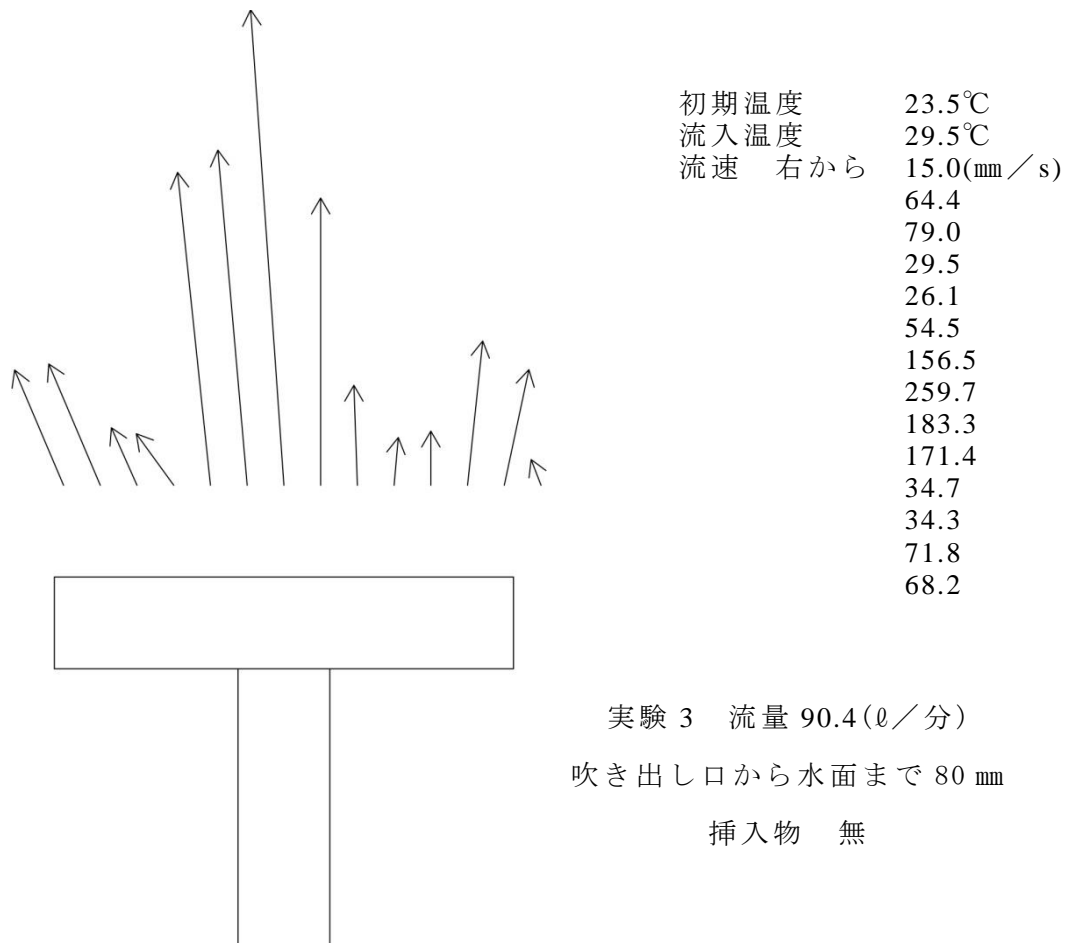 初期温度 23.5℃
流入温度 29.5℃
流速 右から 15.0(㎜／s)
64.4
79.0
29.5
26.1
54.5
156.5
259.7
183.3
171.4
34.7
34.3
71.8
68.2
実験 3 流量 90.4(ℓ／分)
吹き出し口から水面まで 80 ㎜
挿入物 無